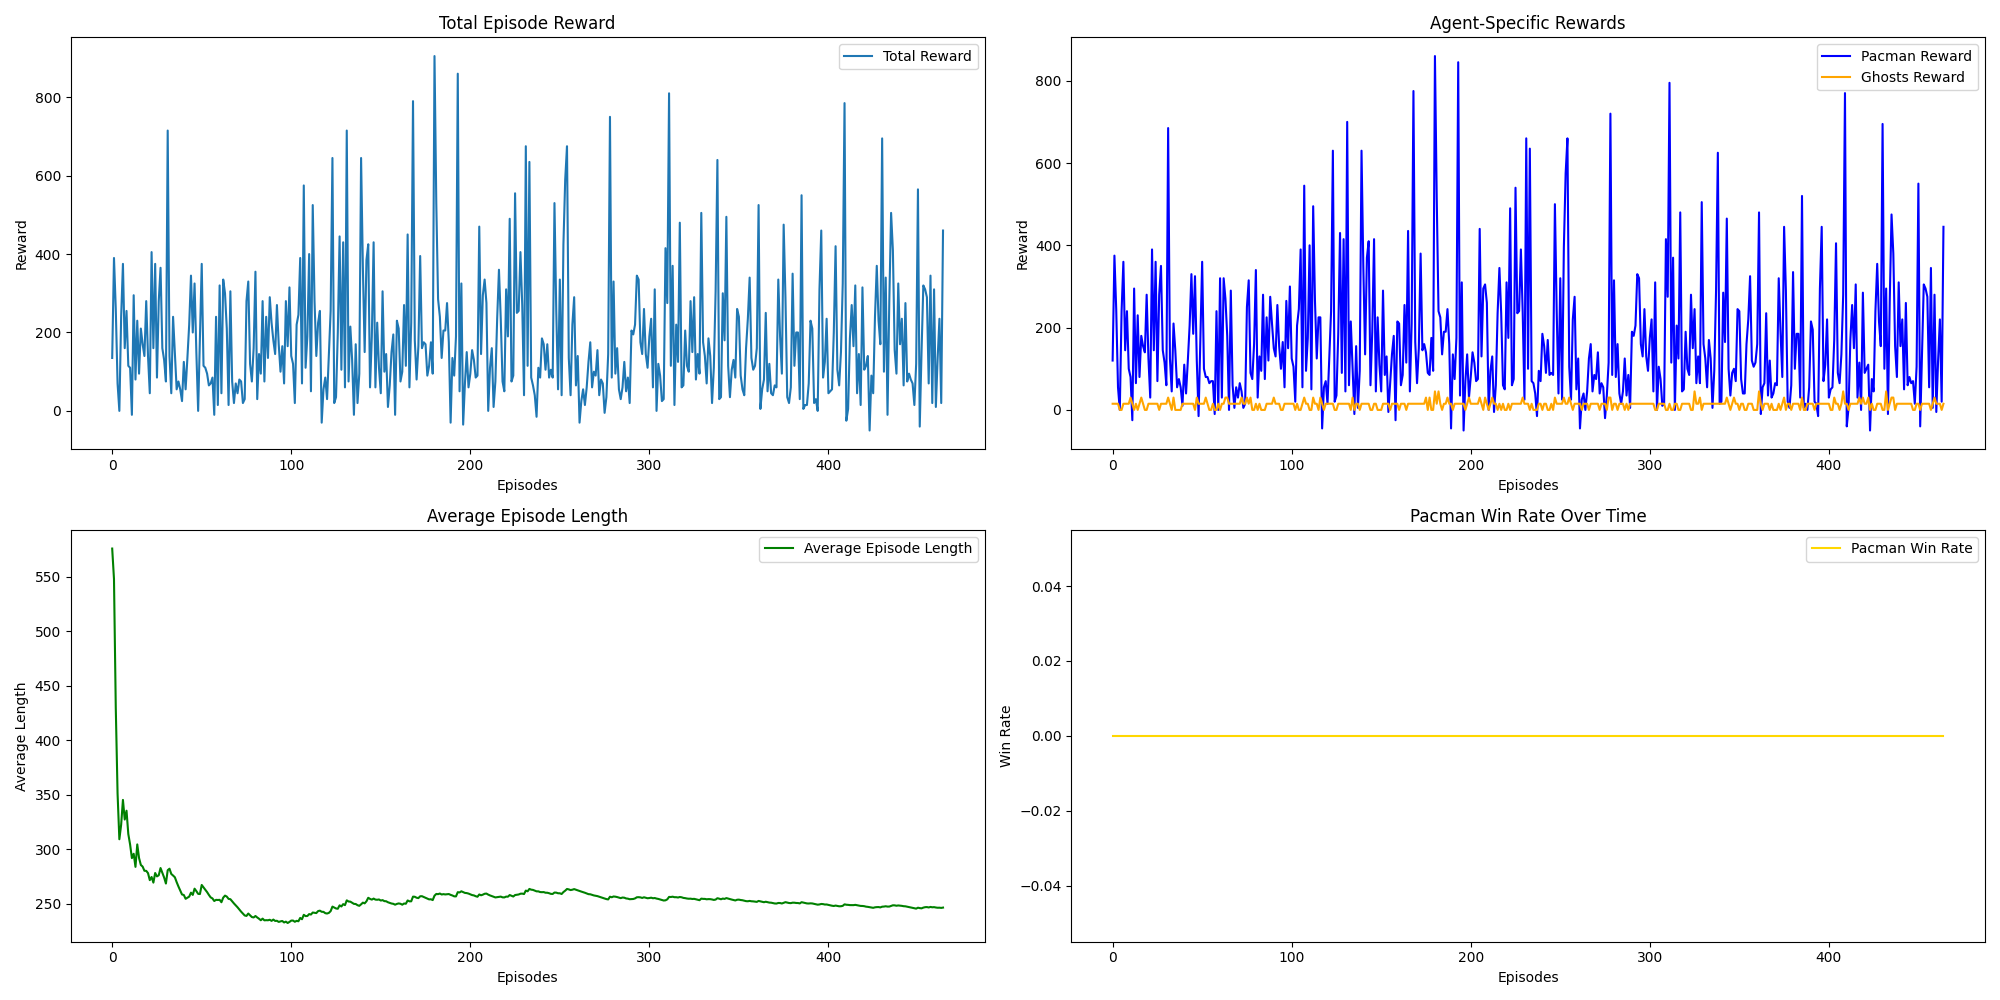 Total Episode Reward
Total Reward
800
600
400
200
0
Reward
0 100 200 300 400
Episodes
Agent-Specific Rewards
Pacman Reward
Ghosts Reward
800
600
400
200
0
Reward
0 100 200 300 400
Episodes
Average Episode Length
Average Episode Length
550
500
450
400
350
300
250
Average Length
0 100 200 300 400
Episodes
Pacman Win Rate Over Time
Pacman Win Rate
0.04
0.02
0.00
−0.02
−0.04
Win Rate
0 100 200 300 400
Episodes